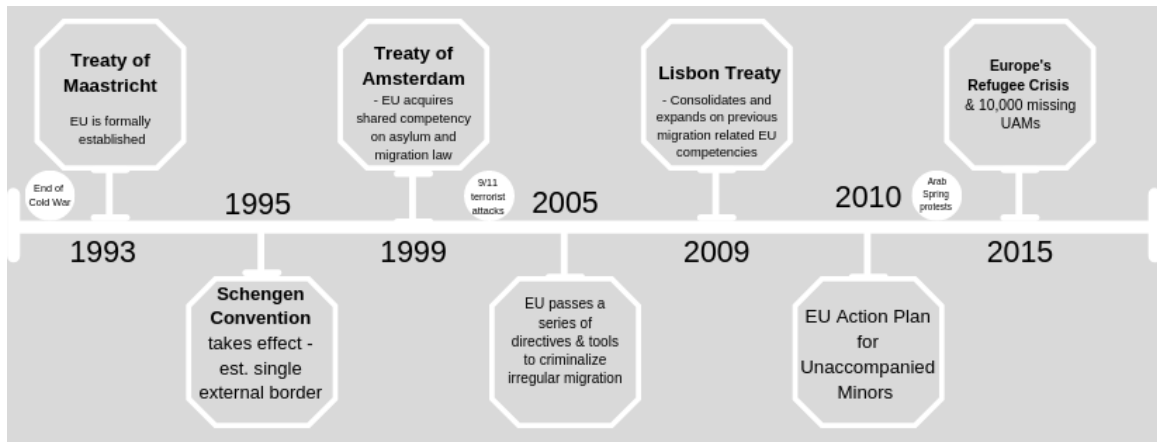 Treaty of
Maastricht
EU is formally
established
Treaty of
Amsterdam
- EU acquires
shared competency
on asylum and
migration law
Lisbon Treaty
- Consolidates and
expands on previous
migration related EU
competencies
Europe's
Refugee Crisis
& 10,000 missing
UAMs
End of
Cold War
1995
9/11
terrorist
attacks
2005
2010
Arab
Spring
protests
1993
1999
2009
2015
Schengen
Convention
takes effect -
est. single
external border
EU passes a
series of
directives & tools
to criminalize
irregular migration
EU Action Plan
for
Unaccompanied
Minors